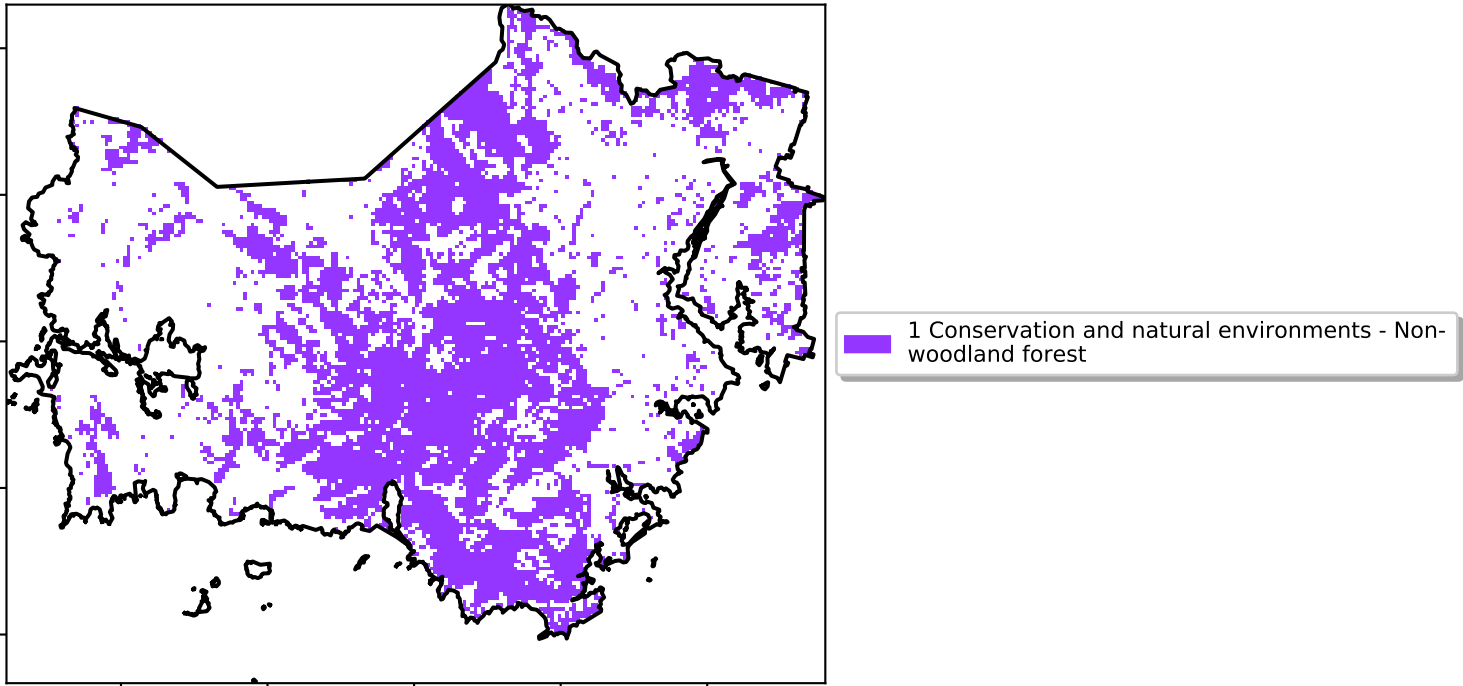 1 Conservation and natural environments - Non-
woodland forest